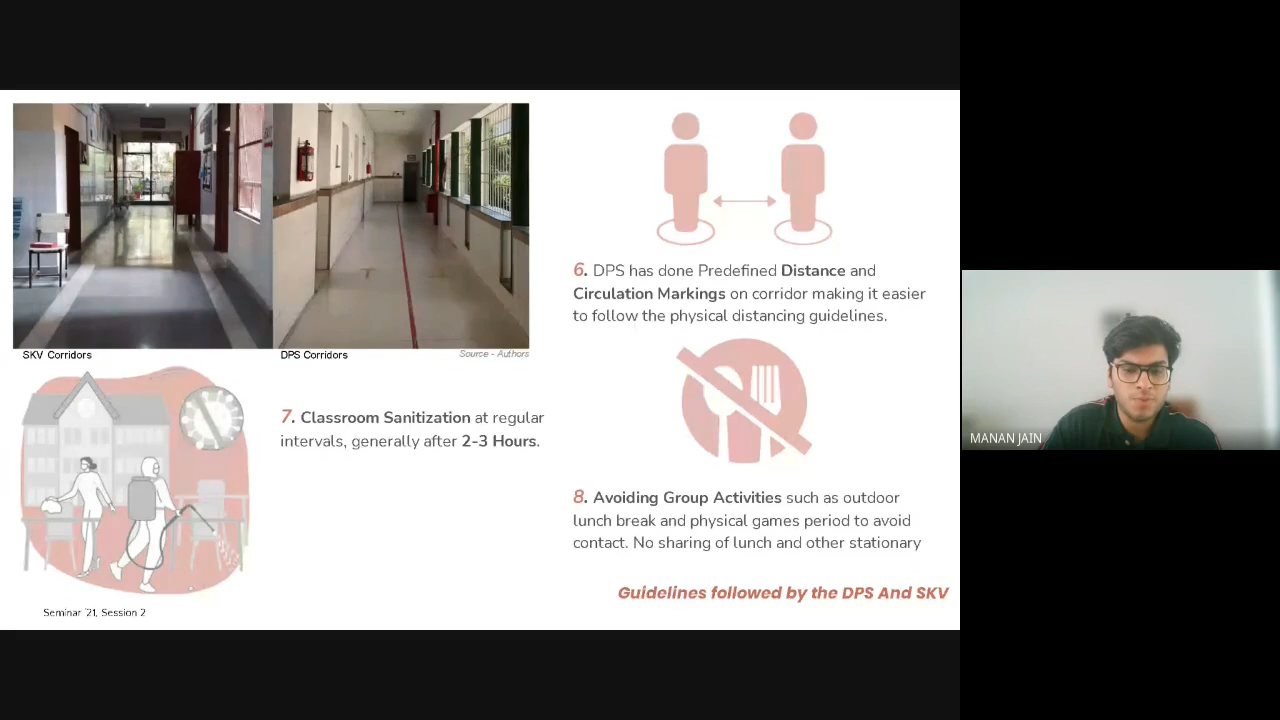 SKV Corridors
DPS Corridors
Source - Authors
6. DPS has done Predefined Distance and
Circulation Markings on corridor making it easier
to follow the physical distancing guidelines.
7. Classroom Sanitization at regular
intervals, generally after 2-3 Hours.
8. Avoiding Group Activities such as outdoor
lunch break and physical games period to avoid
contact. No sharing of lunch and other stationary
Guidelines followed by the DPS And SKV
Seminar '21, Session 2
MANAN JAIN